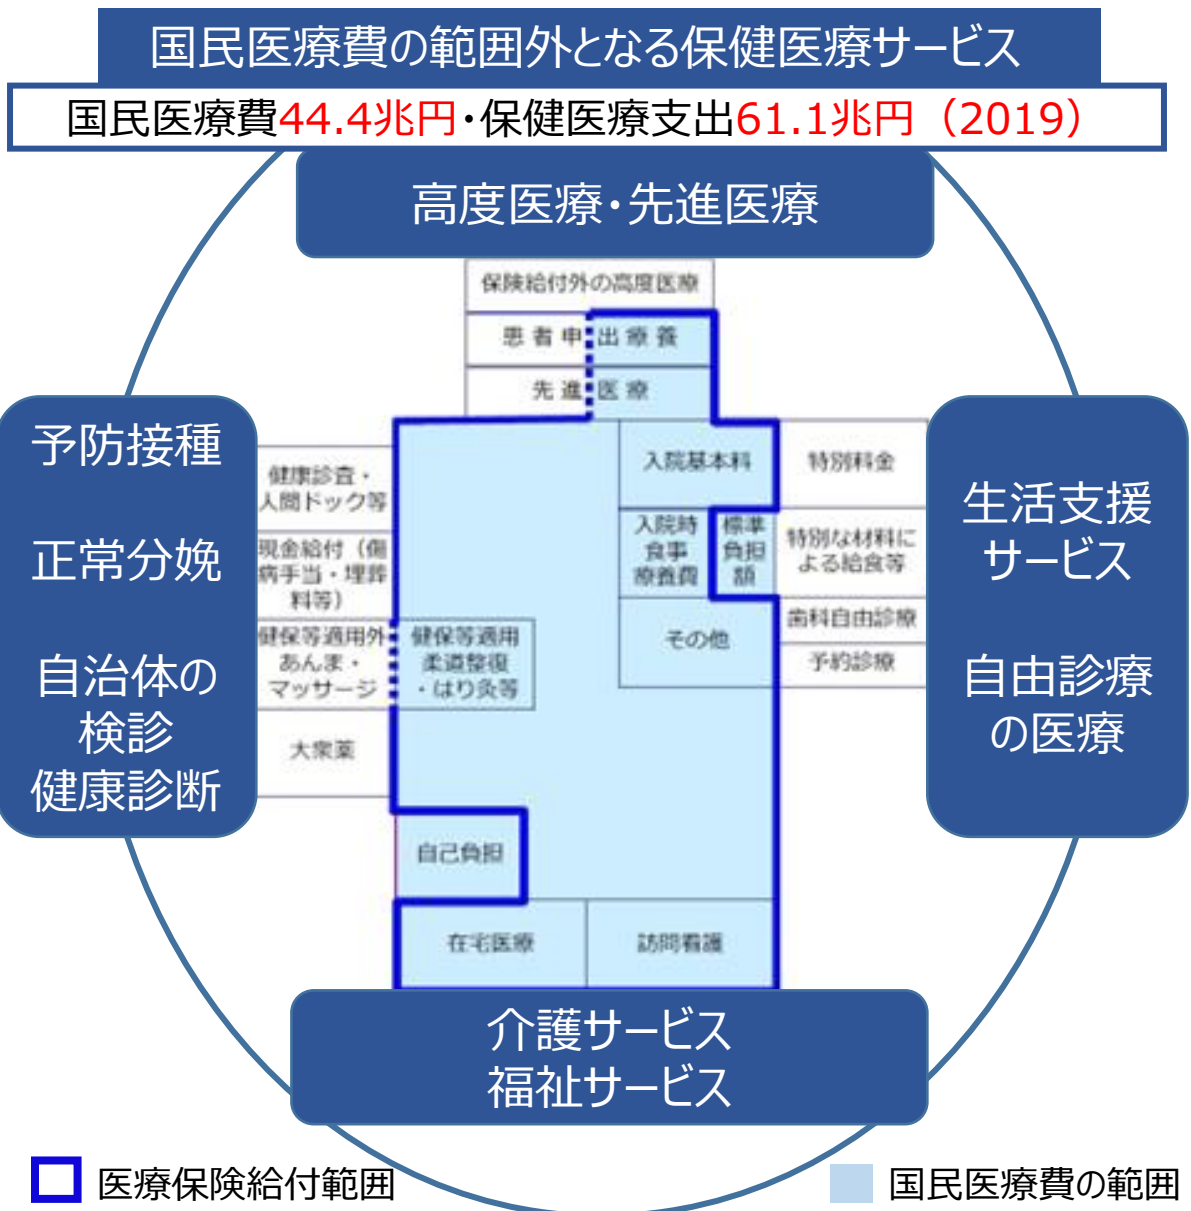 国民医療費の範囲外となる保健医療サービス
国民医療費44.4兆円・保健医療支出61.1兆円（2019）
高度医療・先進医療
保険給付外の高度医療
患者申出療養
先進医療
予防接種
正常分娩
自治体の
検診
健康診断
健康診査・
人間ドック等
現金給付（傷
病手当・埋葬
料等）
健保等適用外
あんま・
マッサージ
大衆薬
健保等適用
柔道整復
・はり灸等
自己負担
入院基本料
入院時
食事
療養費
標準
負担
額
その他
特別料金
特別な材料に
よる給食等
歯科自由診療
予約診療
生活支援
サービス
自由診療
の医療
在宅医療
訪問看護
介護サービス
福祉サービス
医療保険給付範囲
国民医療費の範囲